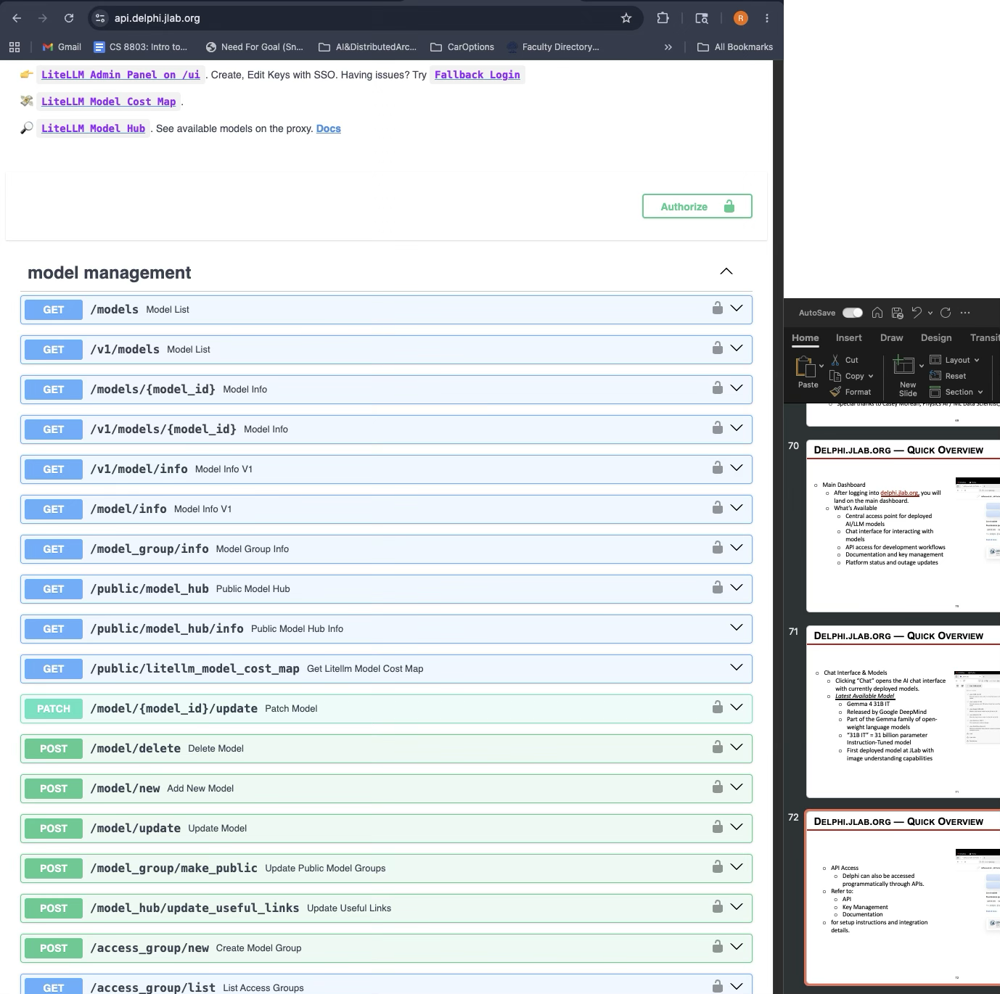 api.delphi.jlab.org
R
Gmail
CS 8803: Intro to...
Need For Goal (Sn...
AI&DistributedArc...
CarOptions
Faculty Directory...
»
All Bookmarks
LiteLLM Admin Panel on /ui . Create, Edit Keys with SSO. Having issues? Try Fallback Login
LiteLLM Model Cost Map .
LiteLLM Model Hub . See available models on the proxy. Docs
Authorize
model management
GET /models Model List
GET /v1/models Model List
GET /models/{model_id} Model Info
GET /v1/models/{model_id} Model Info
GET /v1/model/info Model Info V1
GET /model/info Model Info V1
GET /model_group/info Model Group Info
GET /public/model_hub Public Model Hub
GET /public/model_hub/info Public Model Hub Info
GET /public/litellm_model_cost_map Get Litellm Model Cost Map
PATCH /model/{model_id}/update Patch Model
POST /model/delete Delete Model
POST /model/new Add New Model
POST /model/update Update Model
POST /model_group/make_public Update Public Model Groups
POST /model_hub/update_useful_links Update Useful Links
POST /access_group/new Create Model Group
GET /access_group/list List Access Groups
AutoSave
Home Insert Draw Design Transit
Paste
Cut
Copy
Format
New
Slide
Layout
Reset
Section
Special thanks to Casey Morean, Physics AI / ML Data Scientist,
69
70
DELPHI.JLAB.ORG — QUICK OVERVIEW
Main Dashboard
After logging into delphi.jlab.org, you will
land on the main dashboard.
What's Available
Central access point for deployed
AI/LLM models
Chat interface for interacting with
models
API access for development workflows
Documentation and key management
Platform status and outage updates
70
71
DELPHI.JLAB.ORG — QUICK OVERVIEW
Chat Interface & Models
Clicking “Chat” opens the AI chat interface
with currently deployed models.
Latest Available Model
Gemma 4 31B IT
Released by Google DeepMind
Part of the Gemma family of open-
weight language models
“31B IT” = 31 billion parameter
Instruction-Tuned model
First deployed model at JLab with
image understanding capabilities
71
72
DELPHI.JLAB.ORG — QUICK OVERVIEW
API Access
Delphi can also be accessed
programmatically through APIs.
Refer to:
API
Key Management
Documentation
for setup instructions and integration
details.
72